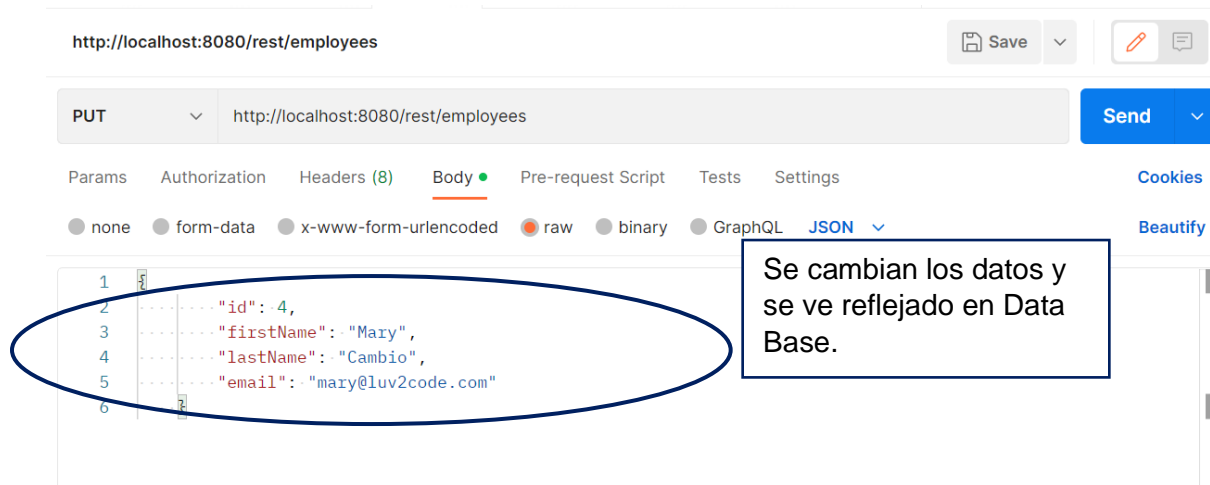 http://localhost:8080/rest/employees Save
PUT http://localhost:8080/rest/employees Send
Params Authorization Headers (8) Body Pre-request Script Tests Settings Cookies
none form-data x-www-form-urlencoded raw binary GraphQL JSON Beautify
1 {
2 "id": 4,
3 "firstName": "Mary",
4 "lastName": "Cambio",
5 "email": "mary@luv2code.com"
6 }
Se cambian los datos y
se ve reflejado en Data
Base.